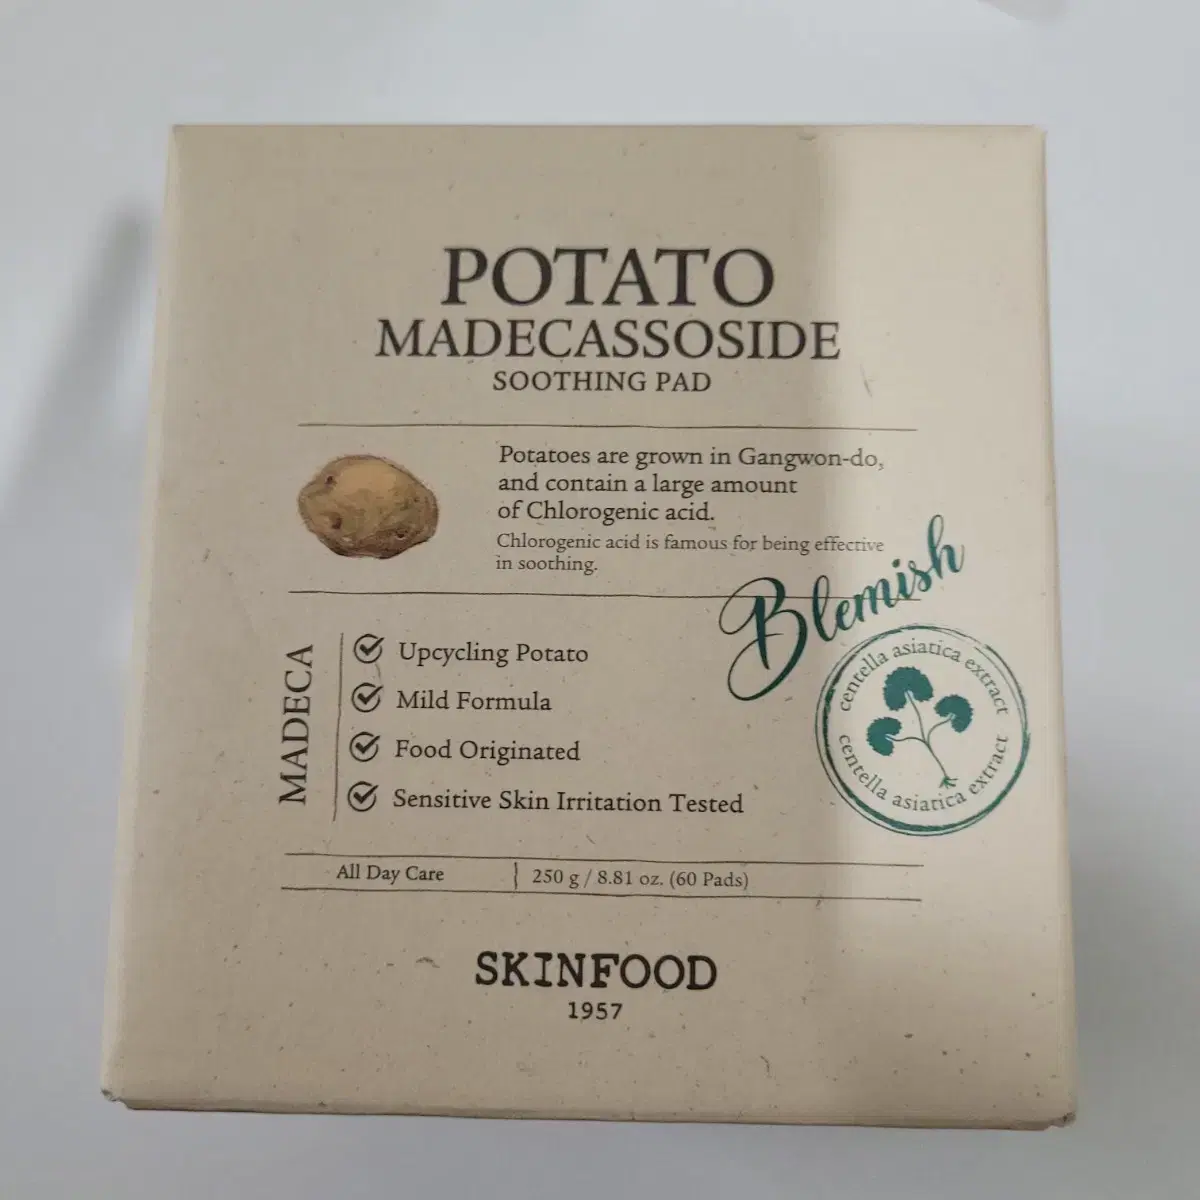 POTATO
MADECASSOSIDE
SOOTHING PAD
Potatoes are grown in Gangwon-do,
and contain a large amount
of Chlorogenic acid.
Chlorogenic acid is famous for being effective
in soothing.
Blemish
centella asiatica extract
centella asiatica extract
MADECA
Upcycling Potato
Mild Formula
Food Originated
Sensitive Skin Irritation Tested
All Day Care | 250 g / 8.81 oz. (60 Pads)
SKINFOOD
1957